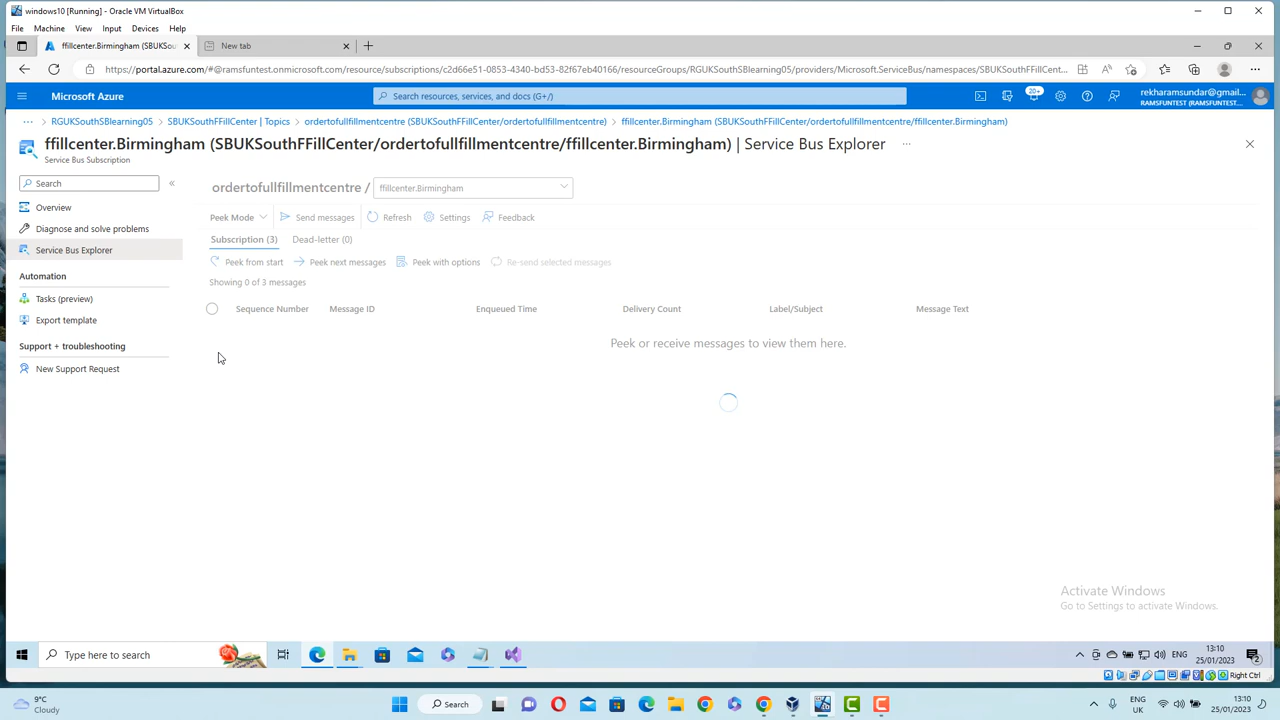 windows10 [Running] - Oracle VM VirtualBox
File Machine View Input Devices Help
ffillcenter.Birmingham (SBUKSou
New tab
https://portal.azure.com/#@ramsfuntest.onmicrosoft.com/resource/subscriptions/c2d66e51-0853-4340-bd53-82f67eb40166/resourceGroups/RGUKSouthSBlearning05/providers/Microsoft.ServiceBus/namespaces/SBUKSouthFFillCent...
Microsoft Azure
Search resources, services, and docs (G+/)
20+
rekharamsundar@gmail...
RAMSFUNTEST (RAMSFUNTEST...
... > RGUKSouthSBlearning05 > SBUKSouthFFillCenter | Topics > ordertofullfillmentcentre (SBUKSouthFFillCenter/ordertofullfillmentcentre) > ffillcenter.Birmingham (SBUKSouthFFillCenter/ordertofullfillmentcentre/ffillcenter.Birmingham)
ffillcenter.Birmingham (SBUKSouthFFillCenter/ordertofullfillmentcentre/ffillcenter.Birmingham) | Service Bus Explorer ...
Service Bus Subscription
Search
«
Overview
Diagnose and solve problems
Service Bus Explorer
Automation
Tasks (preview)
Export template
Support + troubleshooting
New Support Request
ordertofullfillmentcentre / ffillcenter.Birmingham
Peek Mode Send messages Refresh Settings Feedback
Subscription (3) Dead-letter (0)
Peek from start Peek next messages Peek with options Re-send selected messages
Showing 0 of 3 messages
Sequence Number Message ID Enqueued Time Delivery Count Label/Subject Message Text
Peek or receive messages to view them here.
Activate Windows
Go to Settings to activate Windows.
Type here to search
ENG
13:10
25/01/2023
2
Right Ctrl
9°C
Cloudy
Search
ENG
UK
13:10
25/01/2023